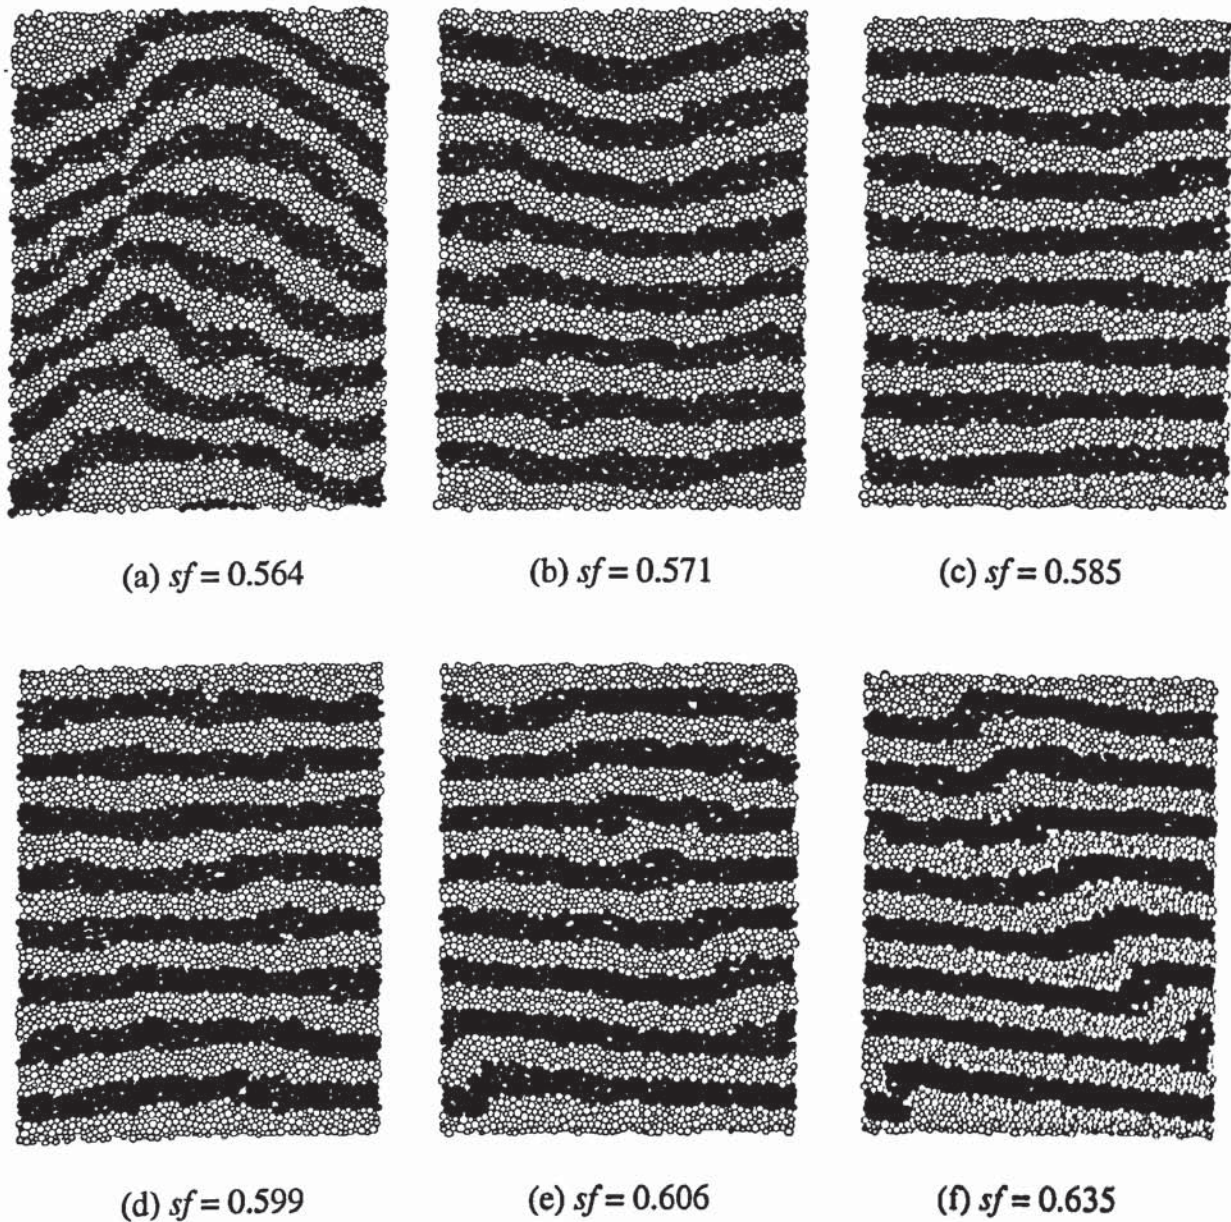 (a) sf = 0.564
(b) sf = 0.571
(c) sf = 0.585
(d) sf = 0.599
(e) sf = 0.606
(f) sf = 0.635